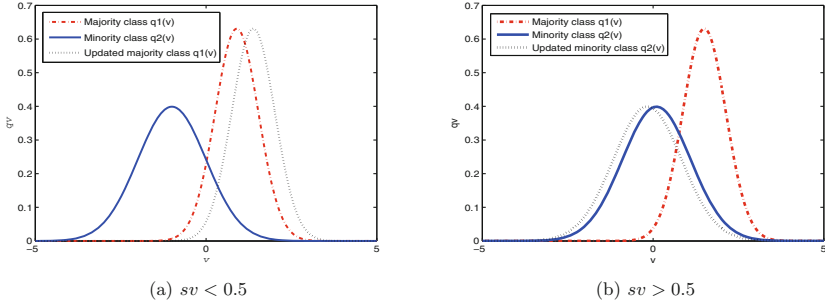 Majority class q1(v)
Minority class q2(v)
Updated majority class q1(v)
qv
0.7
0.6
0.5
0.4
0.3
0.2
0.1
0
−5
0
5
v
(a) sv < 0.5
Majority class q1(v)
Minority class q2(v)
Updated minority class q2(v)
qv
0.7
0.6
0.5
0.4
0.3
0.2
0.1
0
−5
0
5
v
(b) sv > 0.5